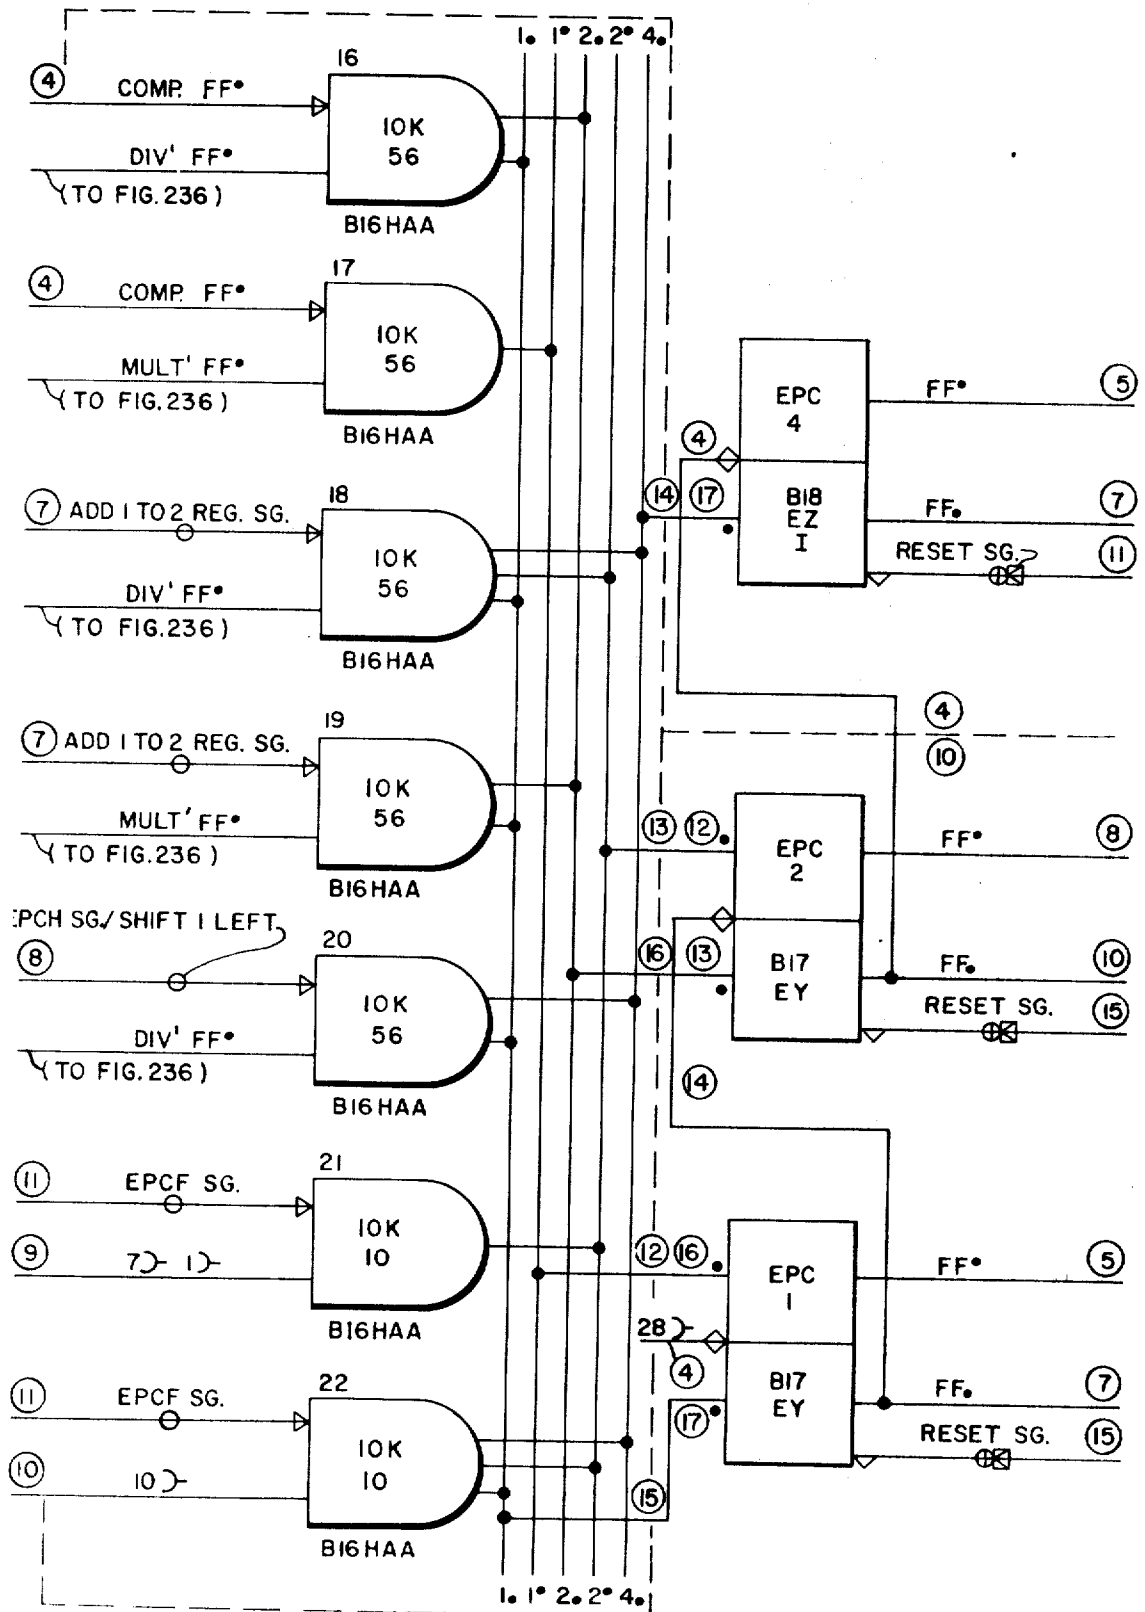 1. 1• 2. 2• 4.
16
4 COMP. FF•
10K
56
DIV' FF•
(TO FIG. 236)
B16HAA
17
4 COMP. FF•
10K
56
MULT' FF•
(TO FIG. 236)
B16HAA
EPC
4
FF• 5
4
14 17
B18
EZ
I
FF. 7
RESET SG. 11
18
7 ADD 1 TO 2 REG. SG.
10K
56
DIV' FF•
(TO FIG. 236)
B16HAA
4
10
19
7 ADD 1 TO 2 REG. SG.
10K
56
MULT' FF•
(TO FIG. 236)
B16HAA
13 12
EPC
2
FF• 8
16 13
B17
EY
FF. 10
RESET SG. 15
14
EPCH SG./SHIFT 1 LEFT
20
8
10K
56
DIV' FF•
(TO FIG. 236)
B16HAA
21
11 EPCF SG.
10K
10
9 7 1
B16HAA
12 16
EPC
1
FF• 5
28
4
17
B17
EY
FF. 7
RESET SG. 15
22
11 EPCF SG.
10K
10
10 10
B16HAA
15
1. 1• 2. 2• 4.